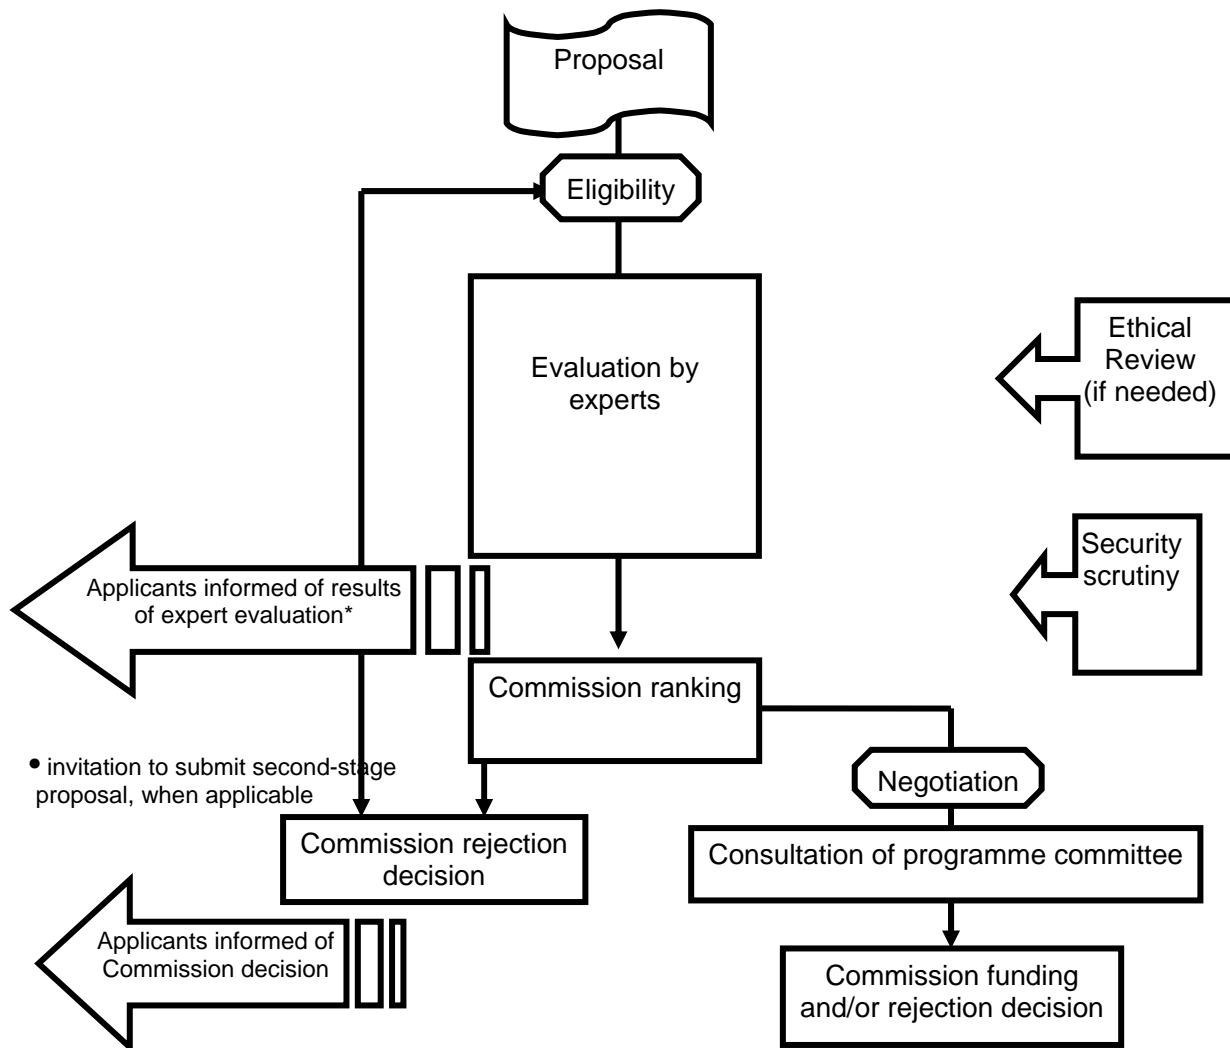 Proposal
Eligibility
Evaluation by
experts
Ethical
Review
(if needed)
Security
scrutiny
Applicants informed of results
of expert evaluation*
Commission ranking
• invitation to submit second-stage
proposal, when applicable
Negotiation
Commission rejection
decision
Consultation of programme committee
Applicants informed of
Commission decision
Commission funding
and/or rejection decision